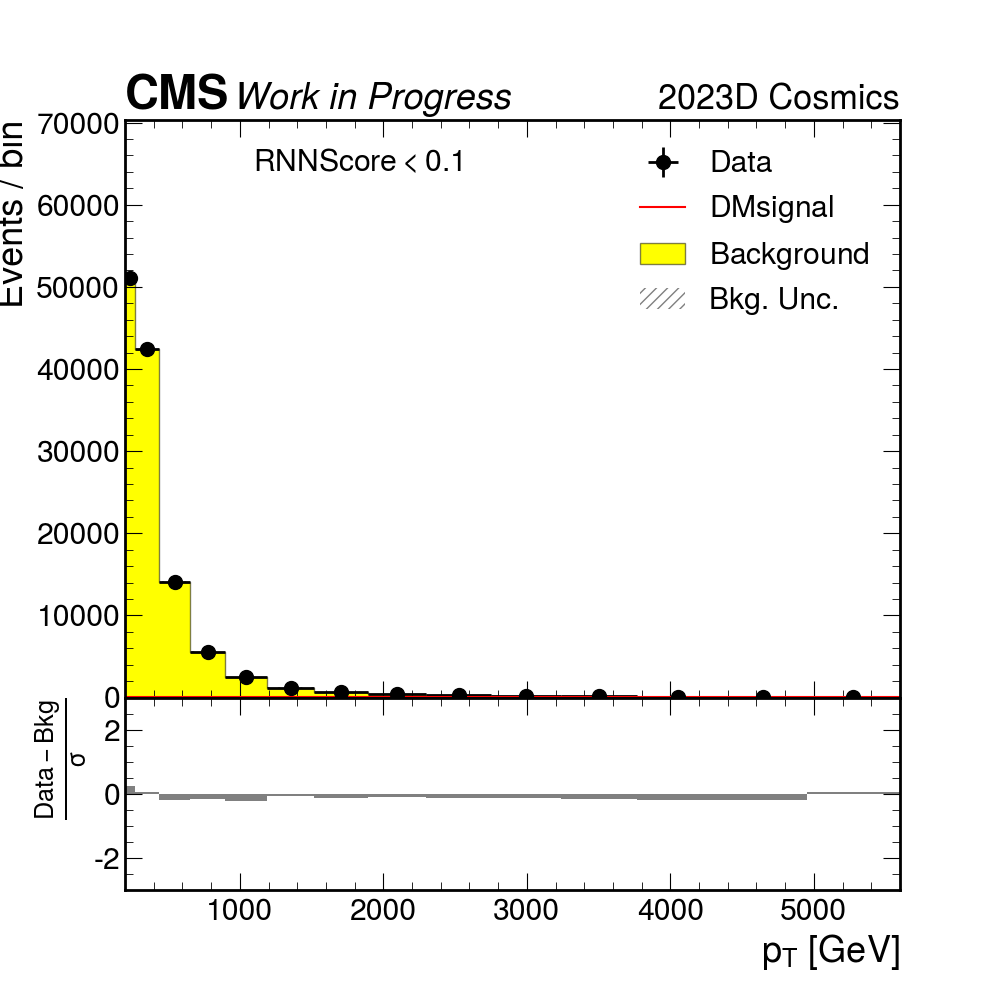 CMS Work in Progress 2023D Cosmics
Events / bin
70000
60000
50000
40000
30000
20000
10000
0
RNNScore < 0.1
Data
DMsignal
Background
Bkg. Unc.
Data – Bkg
σ
2
0
-2
1000 2000 3000 4000 5000
pT [GeV]